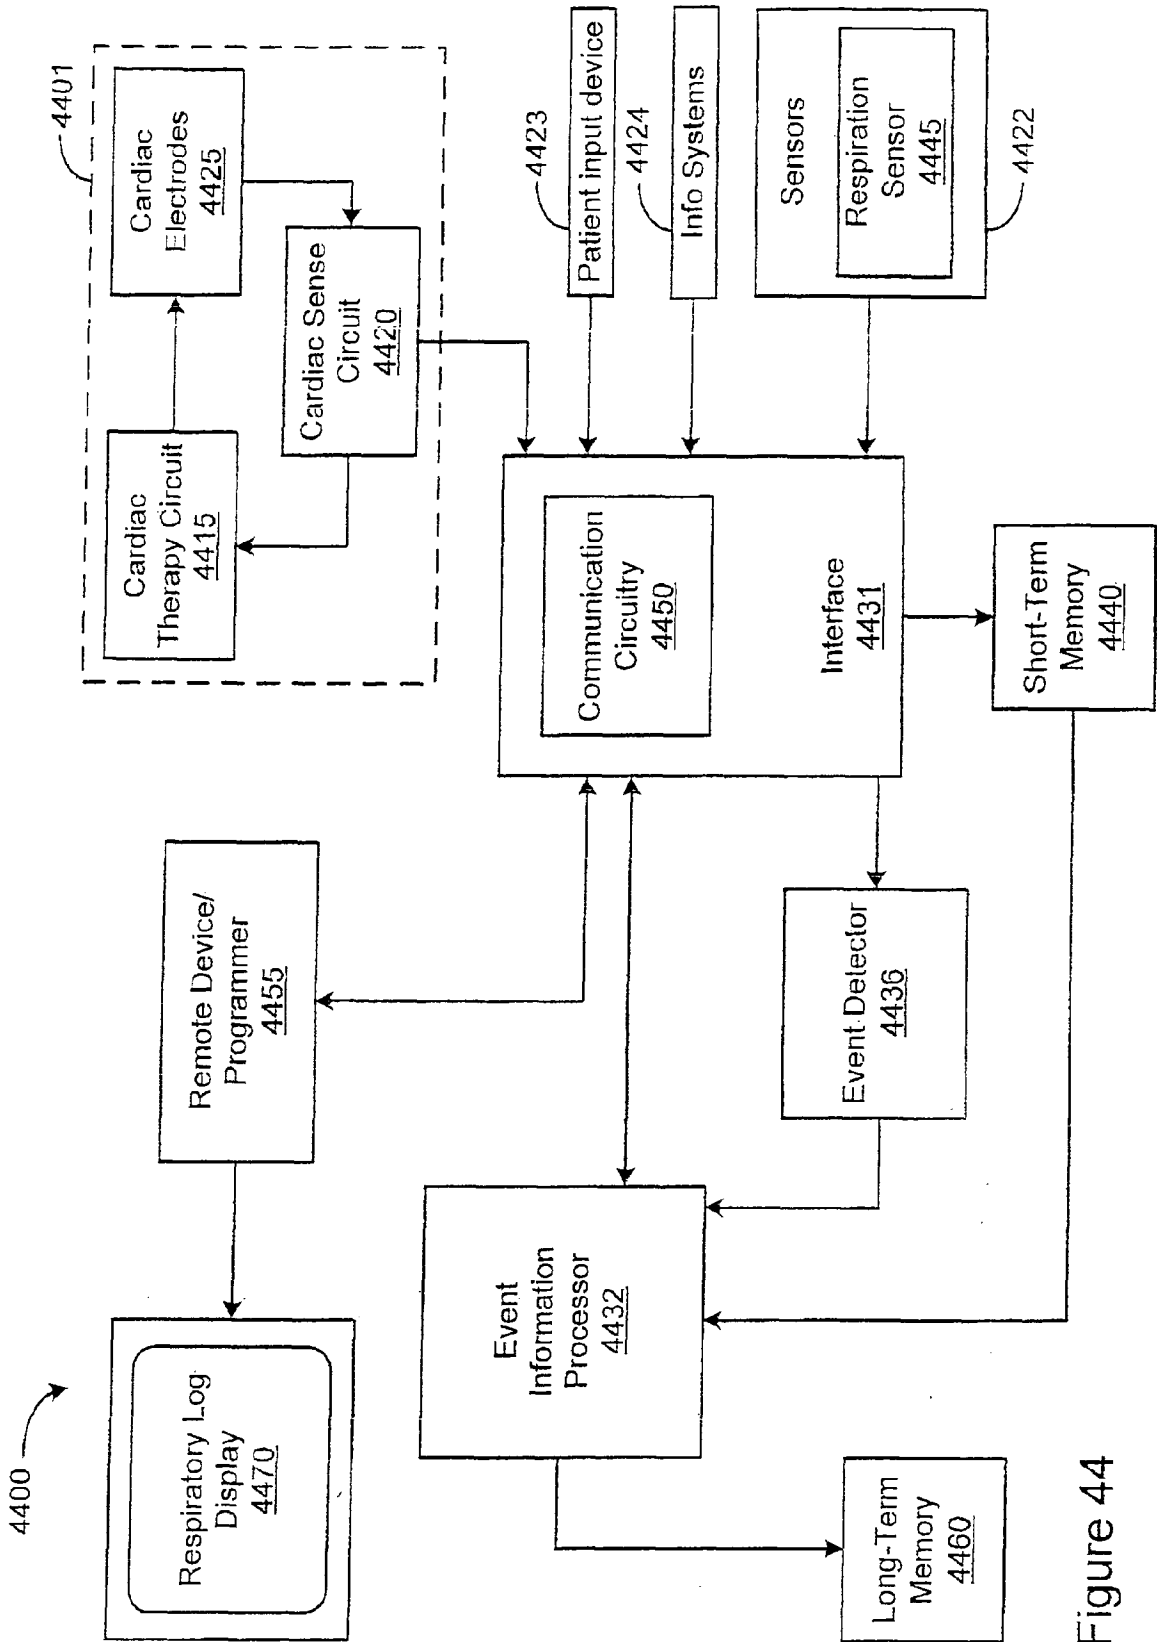 4400
Respiratory Log
Display
4470
Remote Device/
Programmer
4455
4401
Cardiac
Therapy Circuit
4415
Cardiac
Electrodes
4425
Cardiac Sense
Circuit
4420
4423
Patient input device
4424
Info Systems
Sensors
Respiration
Sensor
4445
4422
Communication
Circuitry
4450
Interface
4431
Event
Information
Processor
4432
Event Detector
4436
Short-Term
Memory
4440
Long-Term
Memory
4460
Figure 44